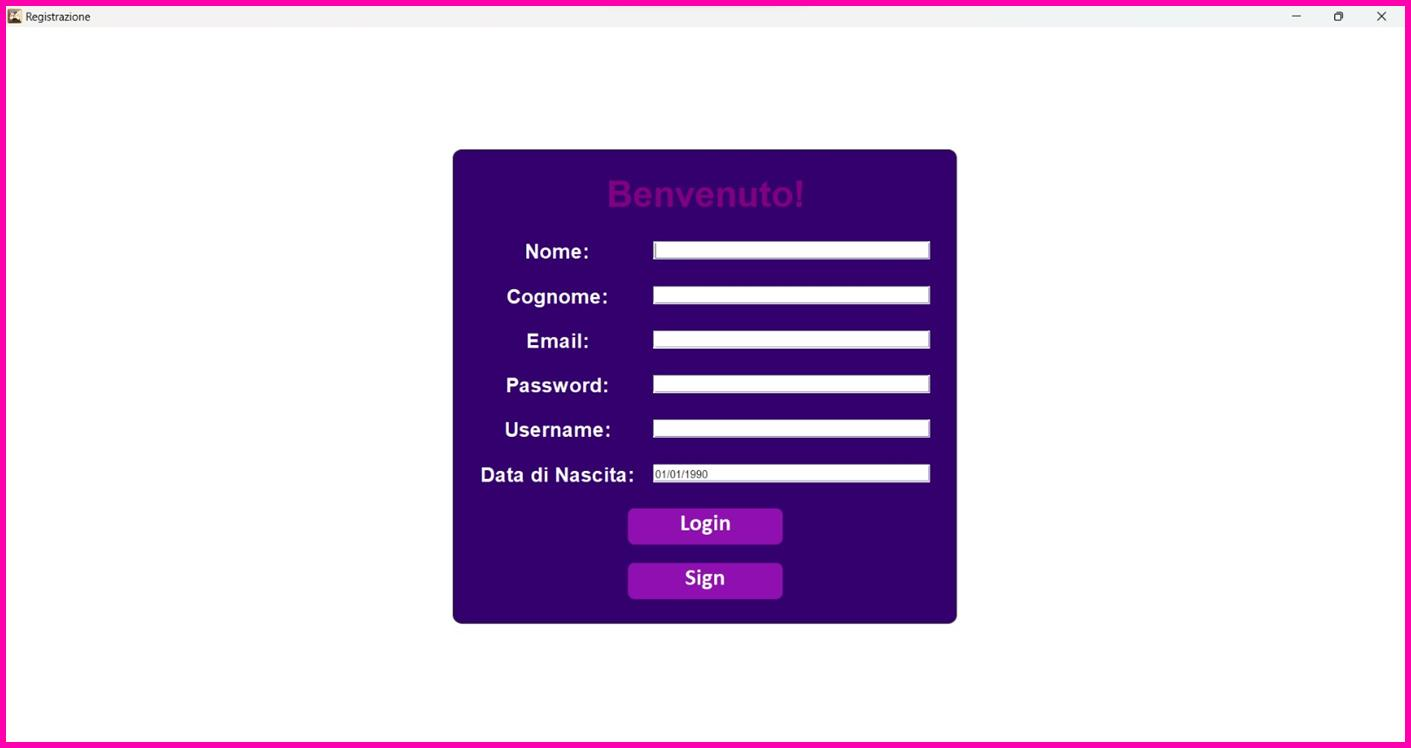 Registrazione
Benvenuto!
Nome:
Cognome:
Email:
Password:
Username:
Data di Nascita: 01/01/1990
Login
Sign